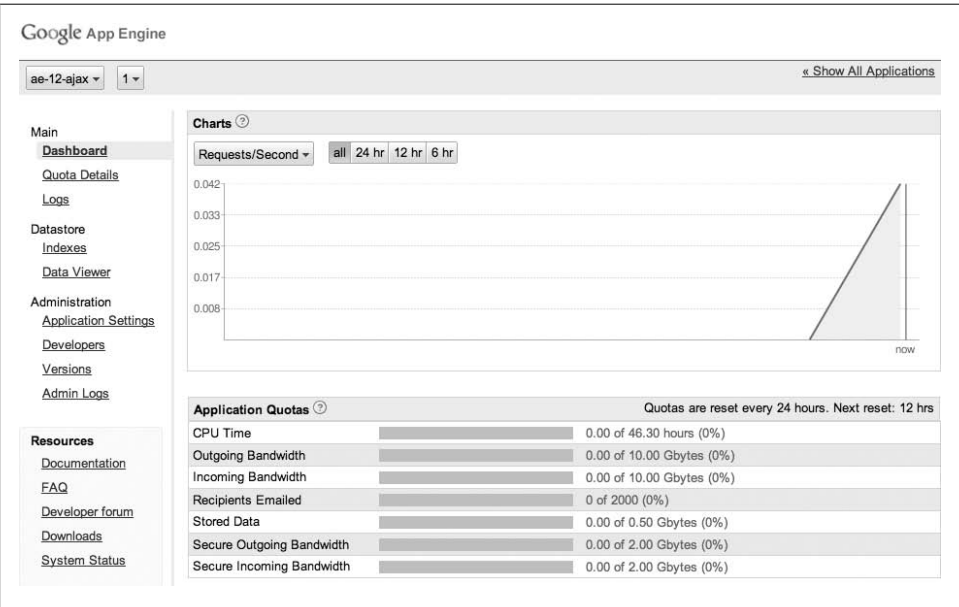 Google App Engine
ae-12-ajax 1
« Show All Applications
Main
Dashboard
Quota Details
Logs
Datastore
Indexes
Data Viewer
Administration
Application Settings
Developers
Versions
Admin Logs
Resources
Documentation
FAQ
Developer forum
Downloads
System Status
Charts ?
Requests/Second all 24 hr 12 hr 6 hr
0.042
0.033
0.025
0.017
0.008
now
Application Quotas ? Quotas are reset every 24 hours. Next reset: 12 hrs
CPU Time 0.00 of 46.30 hours (0%)
Outgoing Bandwidth 0.00 of 10.00 Gbytes (0%)
Incoming Bandwidth 0.00 of 10.00 Gbytes (0%)
Recipients Emailed 0 of 2000 (0%)
Stored Data 0.00 of 0.50 Gbytes (0%)
Secure Outgoing Bandwidth 0.00 of 2.00 Gbytes (0%)
Secure Incoming Bandwidth 0.00 of 2.00 Gbytes (0%)